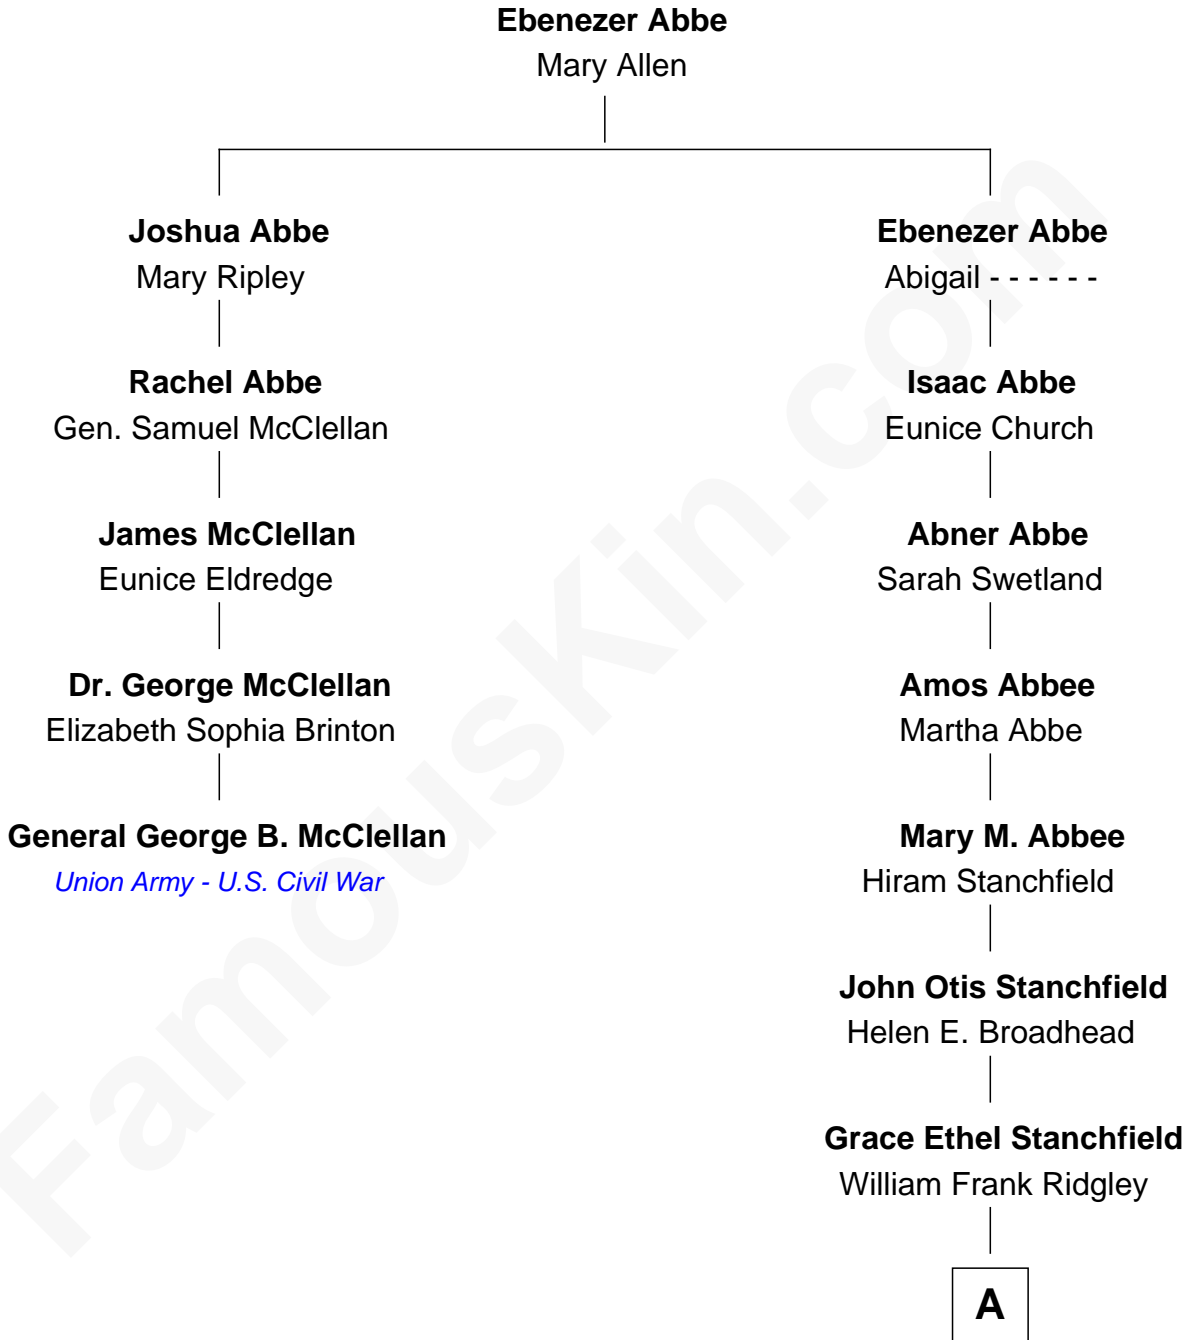 Ebenezer Abbe
Mary Allen
Joshua Abbe
Mary Ripley
Ebenezer Abbe
Abigail - - - - - -
Rachel Abbe
Gen. Samuel McClellan
Isaac Abbe
Eunice Church
James McClellan
Eunice Eldredge
Abner Abbe
Sarah Swetland
Dr. George McClellan
Elizabeth Sophia Brinton
Amos Abbee
Martha Abbe
General George B. McClellan
Union Army - U.S. Civil War
Mary M. Abbee
Hiram Stanchfield
John Otis Stanchfield
Helen E. Broadhead
Grace Ethel Stanchfield
William Frank Ridgley
A
FamousKin.com